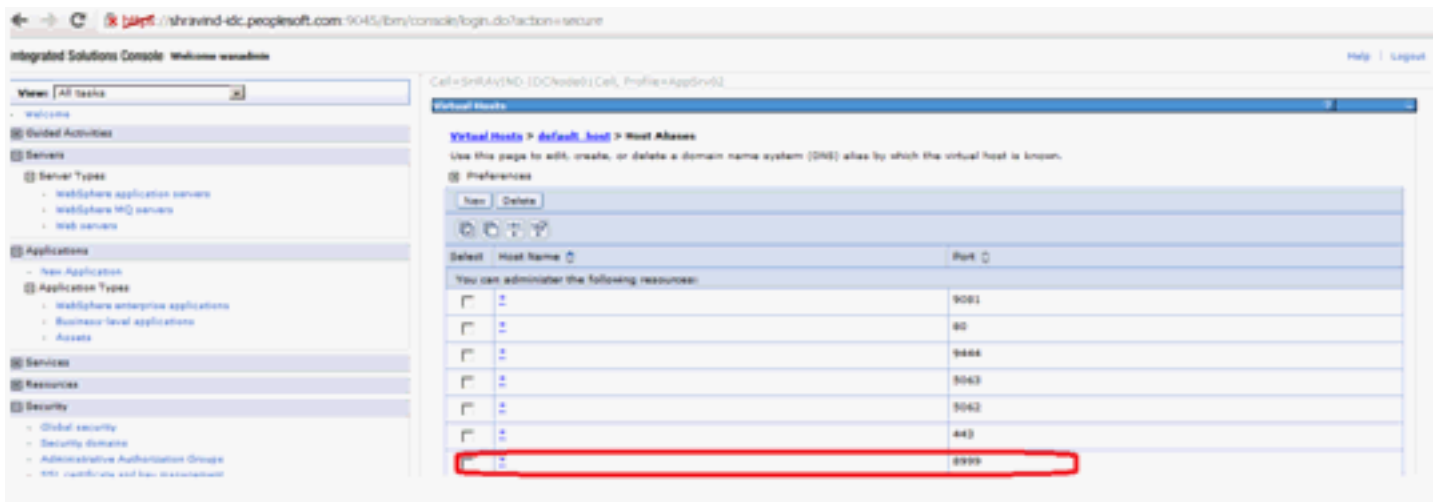 https://shravind-idc.peoplesoft.com:9045/ibm/console/login.do?action=secure
Integrated Solutions Console Welcome wasadmin
Help | Logout
View: All tasks
Welcome
Guided Activities
Servers
Server Types
WebSphere application servers
WebSphere MQ servers
Web servers
Applications
New Application
Application Types
WebSphere enterprise applications
Business-level applications
Assets
Services
Resources
Security
Global security
Security domains
Administrative Authorization Groups
SSL certificate and key management
Cell=SHRAVIND-IDCNode01Cell, Profile=AppSrv02
Virtual Hosts
Virtual Hosts > default_host > Host Aliases
Use this page to edit, create, or delete a domain name system (DNS) alias by which the virtual host is known.
Preferences
New Delete
Select Host Name Port
You can administer the following resources:
* 9081
* 80
* 9444
* 5063
* 5062
* 443
* 8999